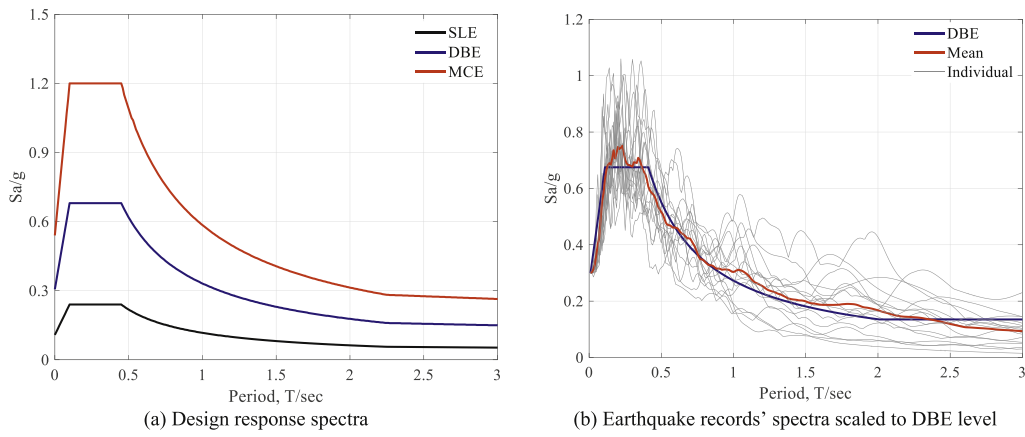 1.5
1.2
0.9
0.6
0.3
0
Sa/g
0 0.5 1 1.5 2 2.5 3
Period, T/sec
SLE
DBE
MCE
(a) Design response spectra
1.2
1
0.8
0.6
0.4
0.2
0
Sa/g
0 0.5 1 1.5 2 2.5 3
Period, T/sec
DBE
Mean
Individual
(b) Earthquake records’ spectra scaled to DBE level